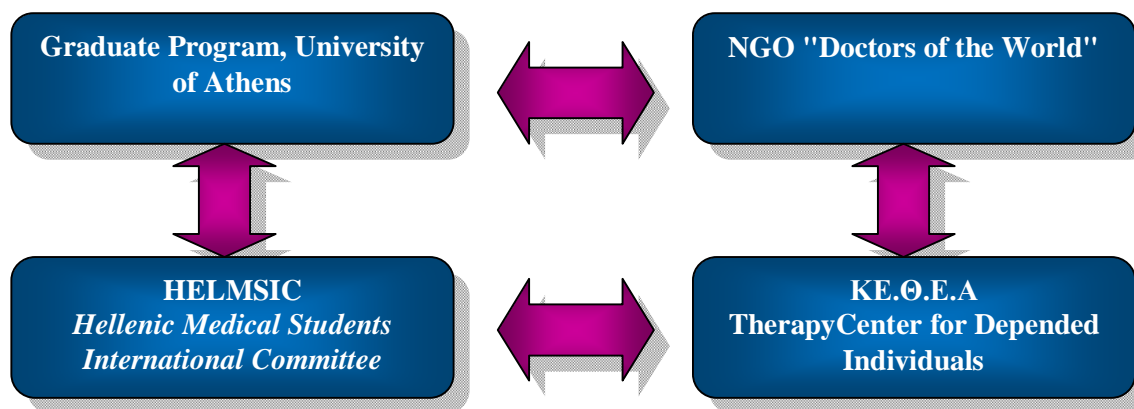 Graduate Program, University
of Athens
NGO "Doctors of the World"
HELMSIC
Hellenic Medical Students
International Committee
ΚΕ.Θ.Ε.Α
TherapyCenter for Depended
Individuals